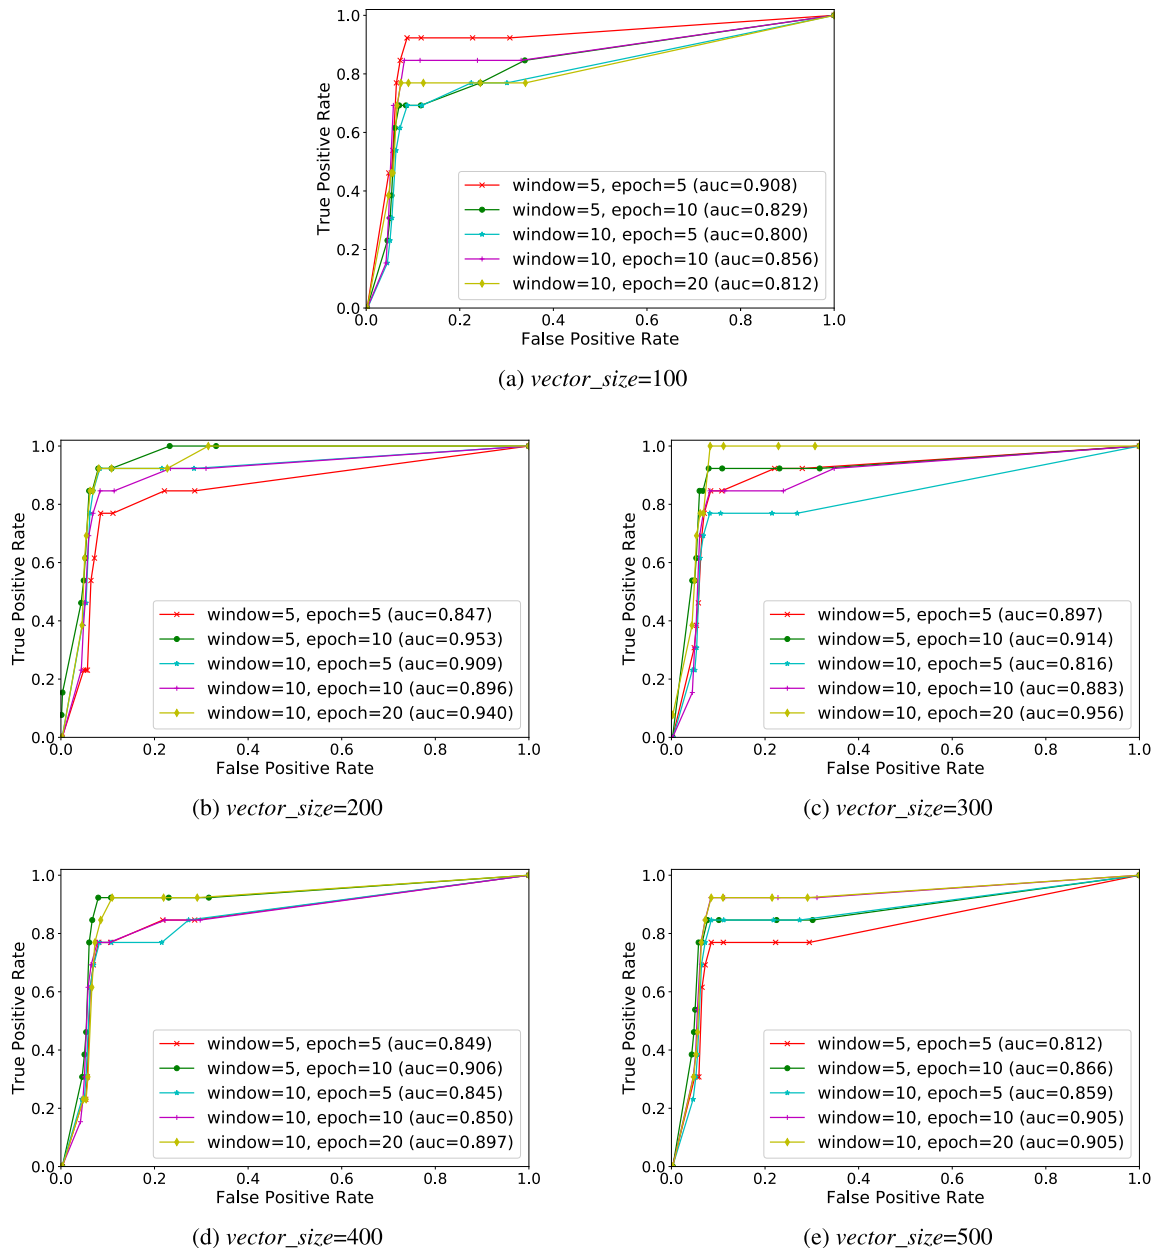 1.0
0.8
0.6
0.4
0.2
0.0
True Positive Rate
window=5, epoch=5 (auc=0.908)
window=5, epoch=10 (auc=0.829)
window=10, epoch=5 (auc=0.800)
window=10, epoch=10 (auc=0.856)
window=10, epoch=20 (auc=0.812)
0.0 0.2 0.4 0.6 0.8 1.0
False Positive Rate
(a) vector_size=100
1.0
0.8
0.6
0.4
0.2
0.0
True Positive Rate
window=5, epoch=5 (auc=0.847)
window=5, epoch=10 (auc=0.953)
window=10, epoch=5 (auc=0.909)
window=10, epoch=10 (auc=0.896)
window=10, epoch=20 (auc=0.940)
0.0 0.2 0.4 0.6 0.8 1.0
False Positive Rate
(b) vector_size=200
1.0
0.8
0.6
0.4
0.2
0.0
True Positive Rate
window=5, epoch=5 (auc=0.897)
window=5, epoch=10 (auc=0.914)
window=10, epoch=5 (auc=0.816)
window=10, epoch=10 (auc=0.883)
window=10, epoch=20 (auc=0.956)
0.0 0.2 0.4 0.6 0.8 1.0
False Positive Rate
(c) vector_size=300
1.0
0.8
0.6
0.4
0.2
0.0
True Positive Rate
window=5, epoch=5 (auc=0.849)
window=5, epoch=10 (auc=0.906)
window=10, epoch=5 (auc=0.845)
window=10, epoch=10 (auc=0.850)
window=10, epoch=20 (auc=0.897)
0.0 0.2 0.4 0.6 0.8 1.0
False Positive Rate
(d) vector_size=400
1.0
0.8
0.6
0.4
0.2
0.0
True Positive Rate
window=5, epoch=5 (auc=0.812)
window=5, epoch=10 (auc=0.866)
window=10, epoch=5 (auc=0.859)
window=10, epoch=10 (auc=0.905)
window=10, epoch=20 (auc=0.905)
0.0 0.2 0.4 0.6 0.8 1.0
False Positive Rate
(e) vector_size=500